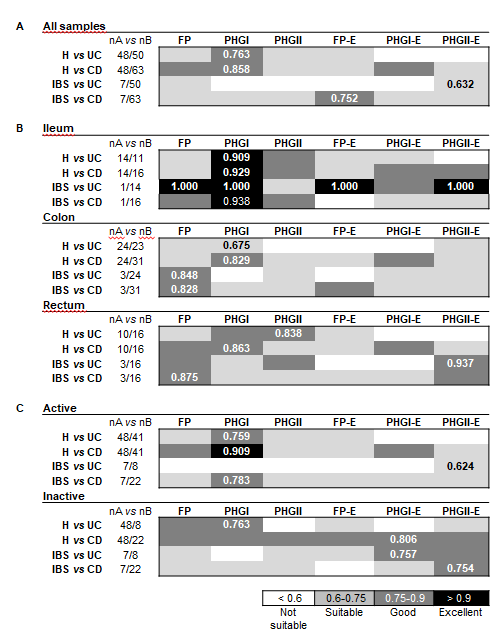 A All samples
nA vs nB FP PHGI PHGII FP-E PHGI-E PHGII-E
H vs UC 48/50 0.763
H vs CD 48/63 0.858
IBS vs UC 7/50 0.632
IBS vs CD 7/63 0.752
B Ileum
nA vs nB FP PHGI PHGII FP-E PHGI-E PHGII-E
H vs UC 14/11 0.909
H vs CD 14/16 0.929
IBS vs UC 1/14 1.000 1.000 1.000 1.000
IBS vs CD 1/16 0.938
Colon
nA vs nB FP PHGI PHGII FP-E PHGI-E PHGII-E
H vs UC 24/23 0.675
H vs CD 24/31 0.829
IBS vs UC 3/24 0.848
IBS vs CD 3/31 0.828
Rectum
nA vs nB FP PHGI PHGII FP-E PHGI-E PHGII-E
H vs UC 10/16 0.838
H vs CD 10/16 0.863
IBS vs UC 3/16 0.937
IBS vs CD 3/16 0.875
C Active
nA vs nB FP PHGI PHGII FP-E PHGI-E PHGII-E
H vs UC 48/41 0.759
H vs CD 48/41 0.909
IBS vs UC 7/8 0.624
IBS vs CD 7/22 0.783
Inactive
nA vs nB FP PHGI PHGII FP-E PHGI-E PHGII-E
H vs UC 48/8 0.763
H vs CD 48/22 0.806
IBS vs UC 7/8 0.757
IBS vs CD 7/22 0.754
< 0.6 0.6-0.75 0.75-0.9 > 0.9
Not Suitable Good Excellent
suitable